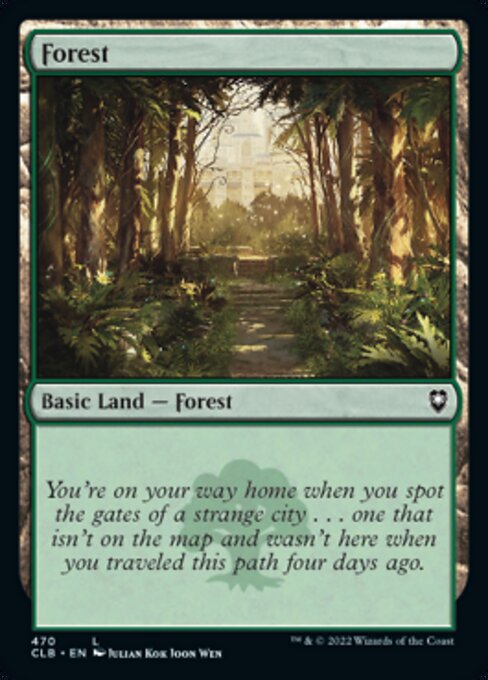 Forest
Basic Land — Forest
You're on your way home when you spot
the gates of a strange city . . . one that
isn't on the map and wasn't here when
you traveled this path four days ago.
470 L
CLB • EN Julian Kok Joon Wen
™ & © 2022 Wizards of the Coast